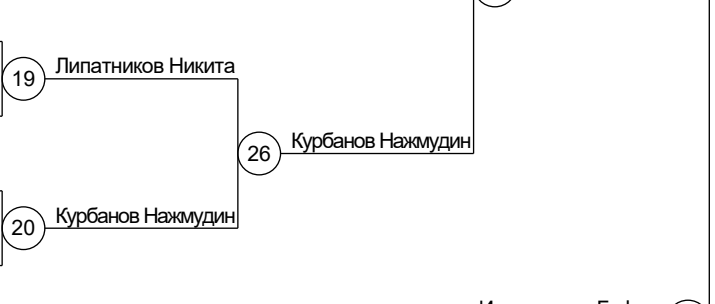 19 Липатников Никита
26 Курбанов Нажмудин
20 Курбанов Нажмудин